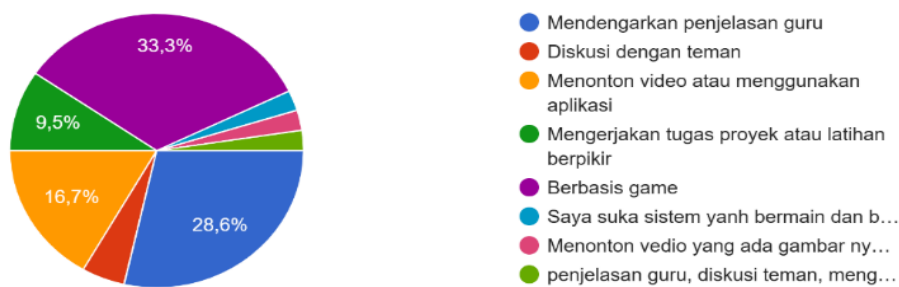 33,3%
9,5%
16,7%
28,6%
Mendengarkan penjelasan guru
Diskusi dengan teman
Menonton video atau menggunakan
aplikasi
Mengerjakan tugas proyek atau latihan
berpikir
Berbasis game
Saya suka sistem yanh bermain dan b...
Menonton vedio yang ada gambar ny...
penjelasan guru, diskusi teman, meng...